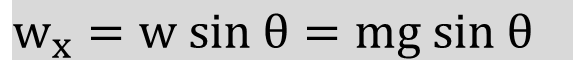 wₓ = w sin θ = mg sin θ